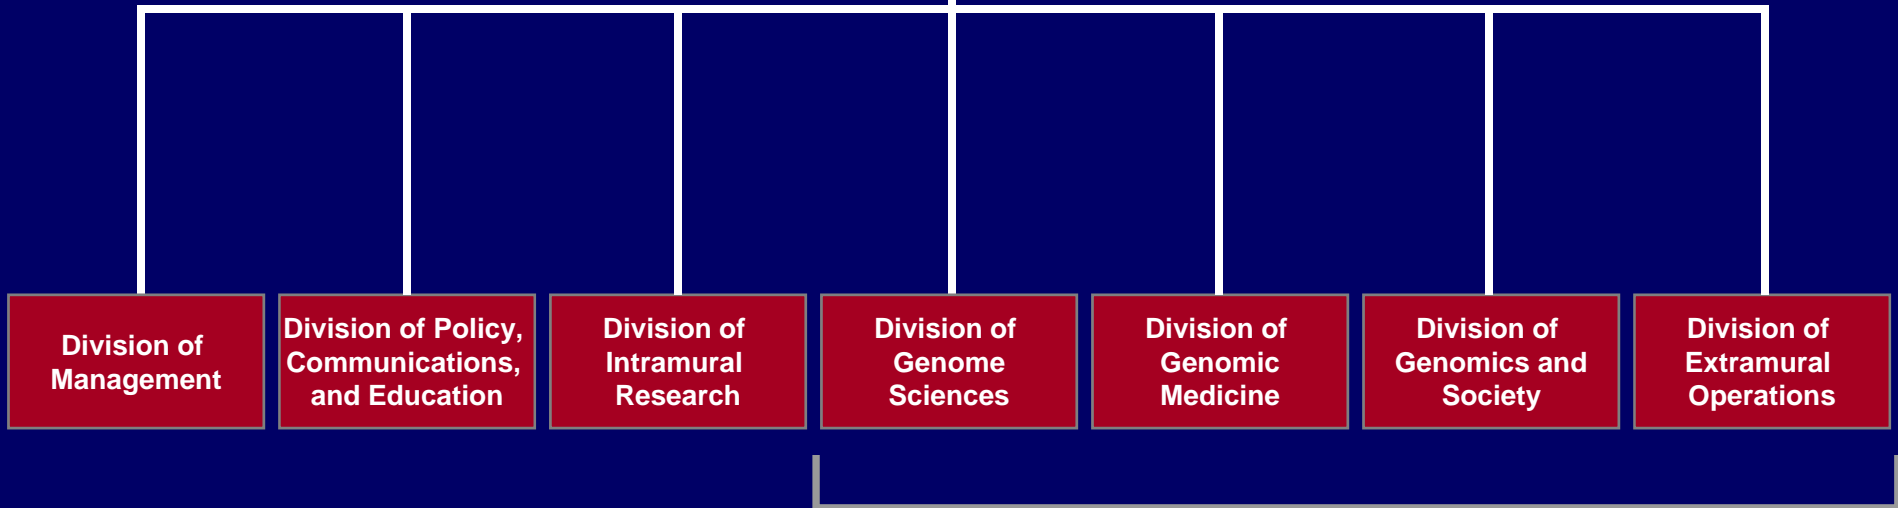 Division of
Management
Division of Policy,
Communications,
and Education
Division of
Intramural
Research
Division of
Genome
Sciences
Division of
Genomic
Medicine
Division of
Genomics and
Society
Division of
Extramural
Operations